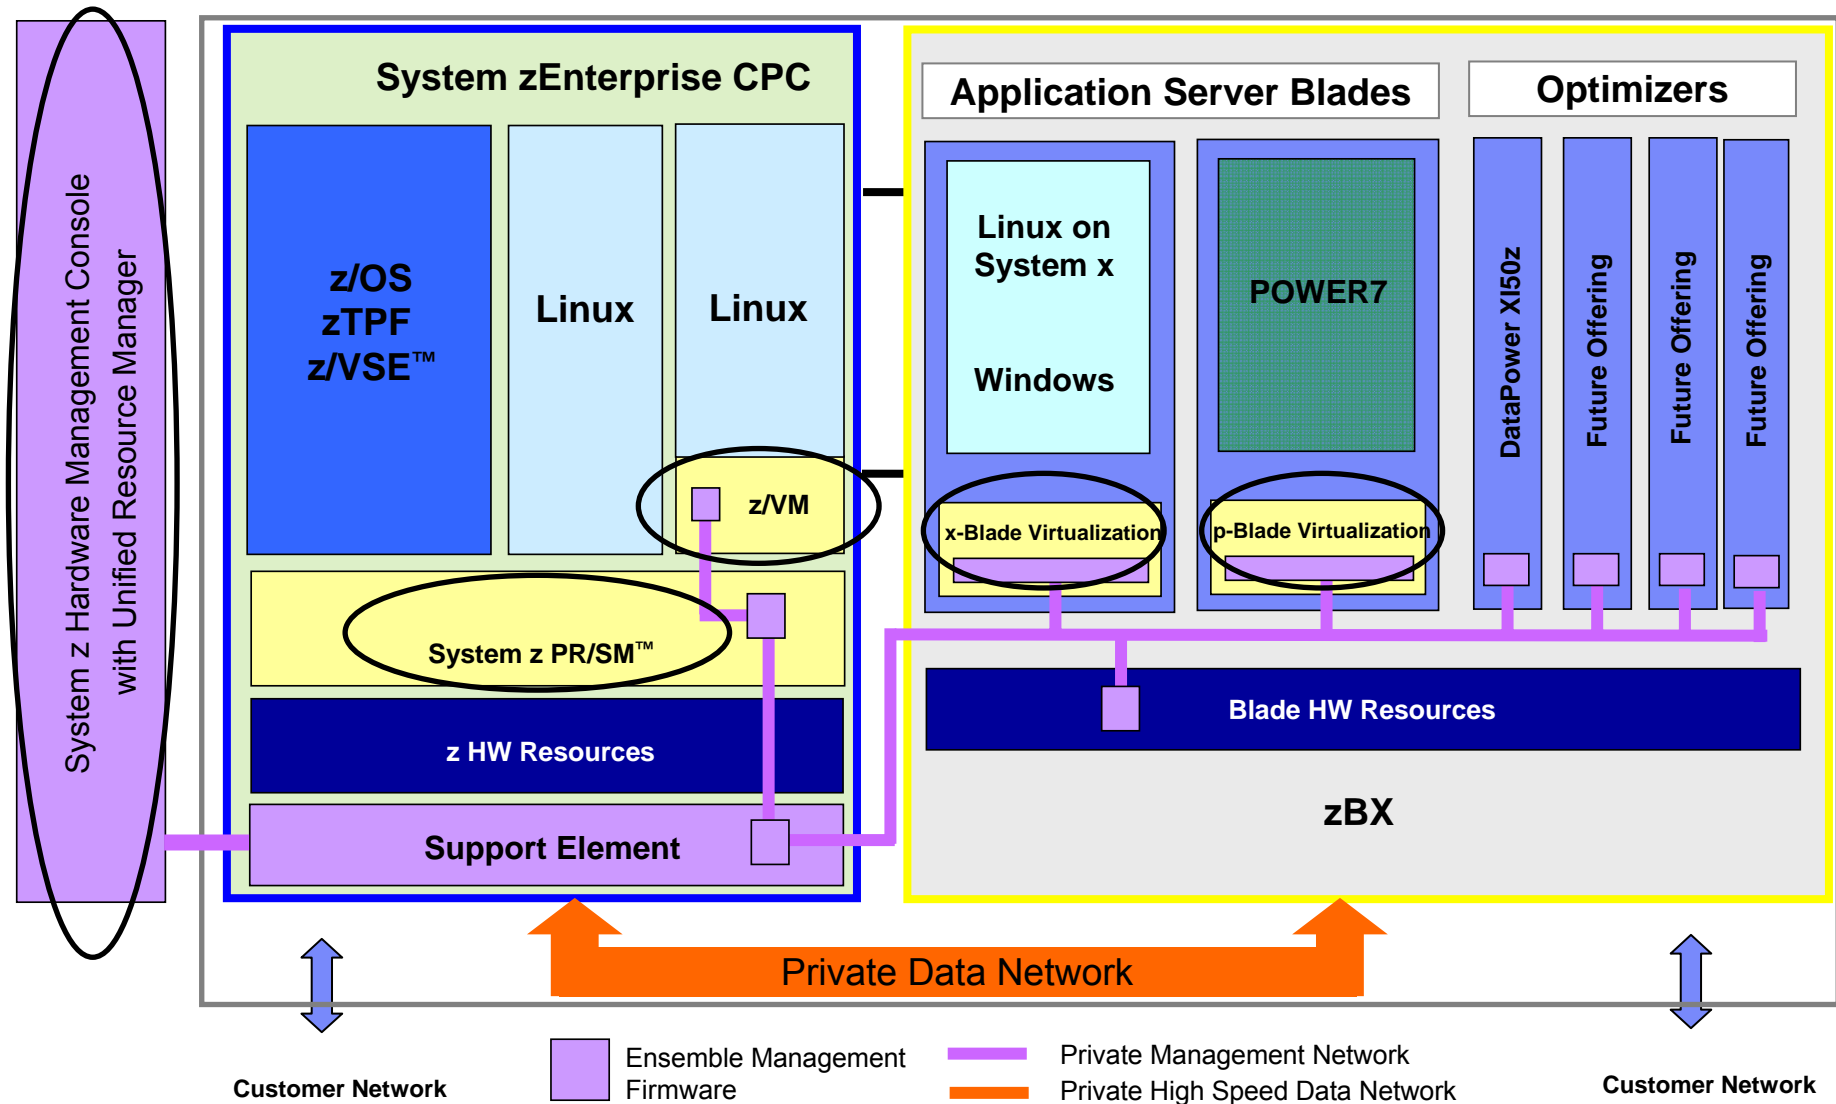 System z Hardware Management Console
with Unified Resource Manager
System zEnterprise CPC
z/OS
zTPF
z/VSE™
Linux
Linux
z/VM
System z PR/SM™
z HW Resources
Support Element
Application Server Blades
Optimizers
Linux on
System x
Windows
POWER7
x-Blade Virtualization
p-Blade Virtualization
DataPower XI50z
Future Offering
Future Offering
Future Offering
Blade HW Resources
zBX
Private Data Network
Customer Network
Ensemble Management
Firmware
Private Management Network
Private High Speed Data Network
Customer Network